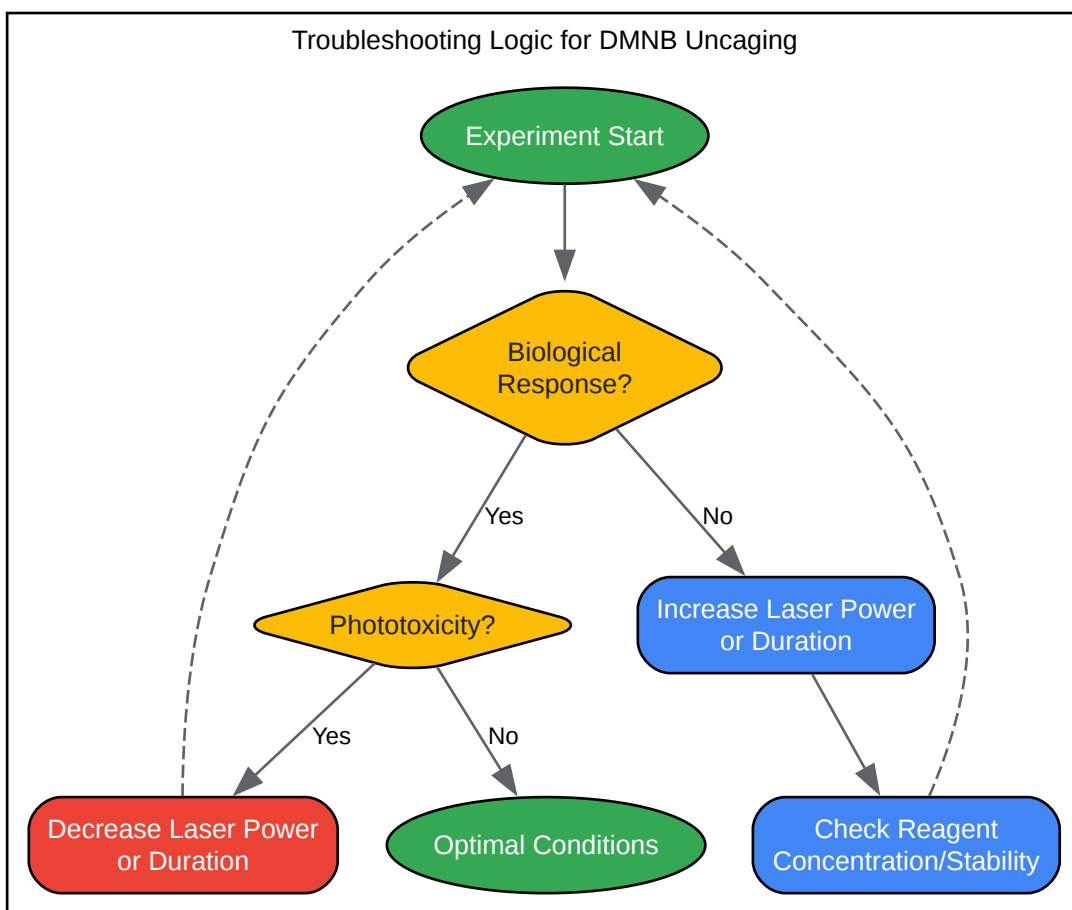 Troubleshooting Logic for DMNB Uncaging
Experiment Start
Biological
Response?
Yes
No
Phototoxicity?
Increase Laser Power
or Duration
Yes
No
Decrease Laser Power
or Duration
Optimal Conditions
Check Reagent
Concentration/Stability